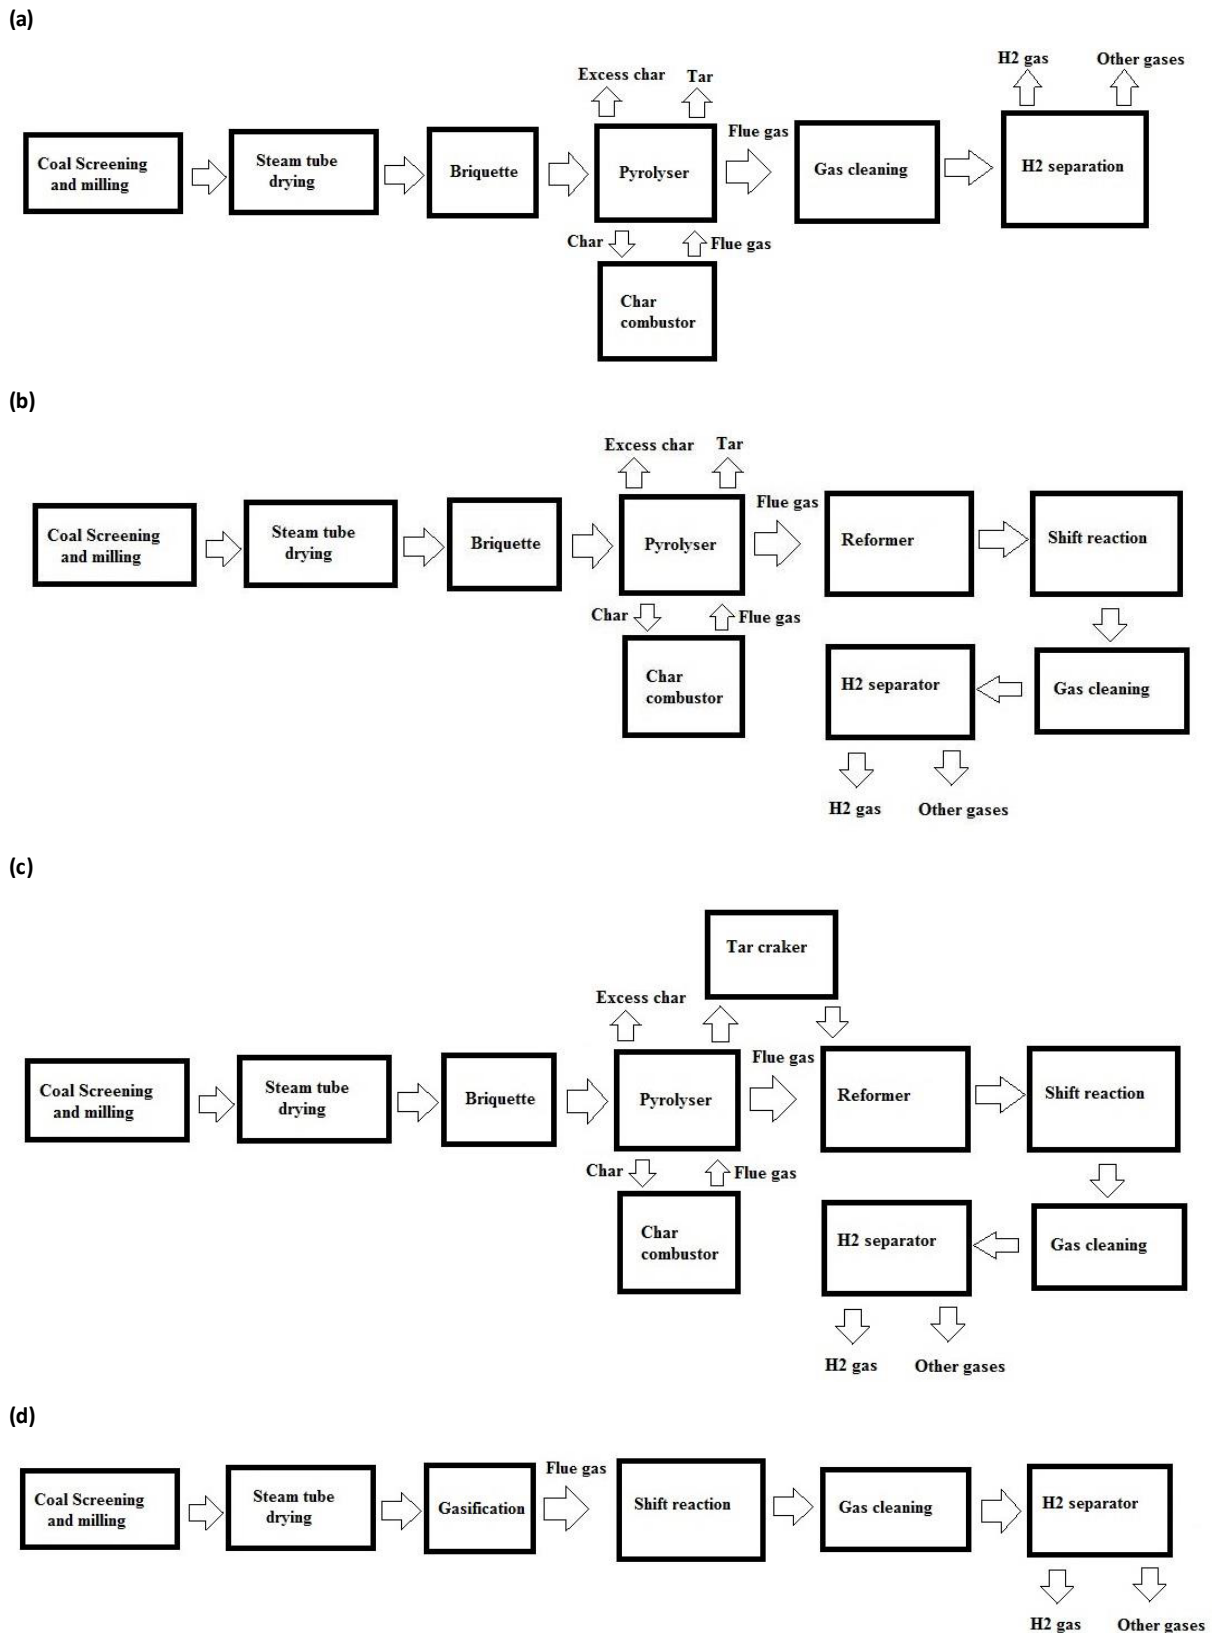 (a)
H2 gas
Other gases
Excess char
Tar
Coal Screening
and milling
Steam tube
drying
Briquette
Pyrolyser
Flue gas
Gas cleaning
H2 separation
Char
Flue gas
Char
combustor
(b)
Excess char
Tar
Coal Screening
and milling
Steam tube
drying
Briquette
Pyrolyser
Flue gas
Reformer
Shift reaction
Char
Flue gas
Char
combustor
H2 separator
Gas cleaning
H2 gas
Other gases
(c)
Tar craker
Excess char
Coal Screening
and milling
Steam tube
drying
Briquette
Pyrolyser
Flue gas
Reformer
Shift reaction
Char
Flue gas
Char
combustor
H2 separator
Gas cleaning
H2 gas
Other gases
(d)
Coal Screening
and milling
Steam tube
drying
Gasification
Flue gas
Shift reaction
Gas cleaning
H2 separator
H2 gas
Other gases